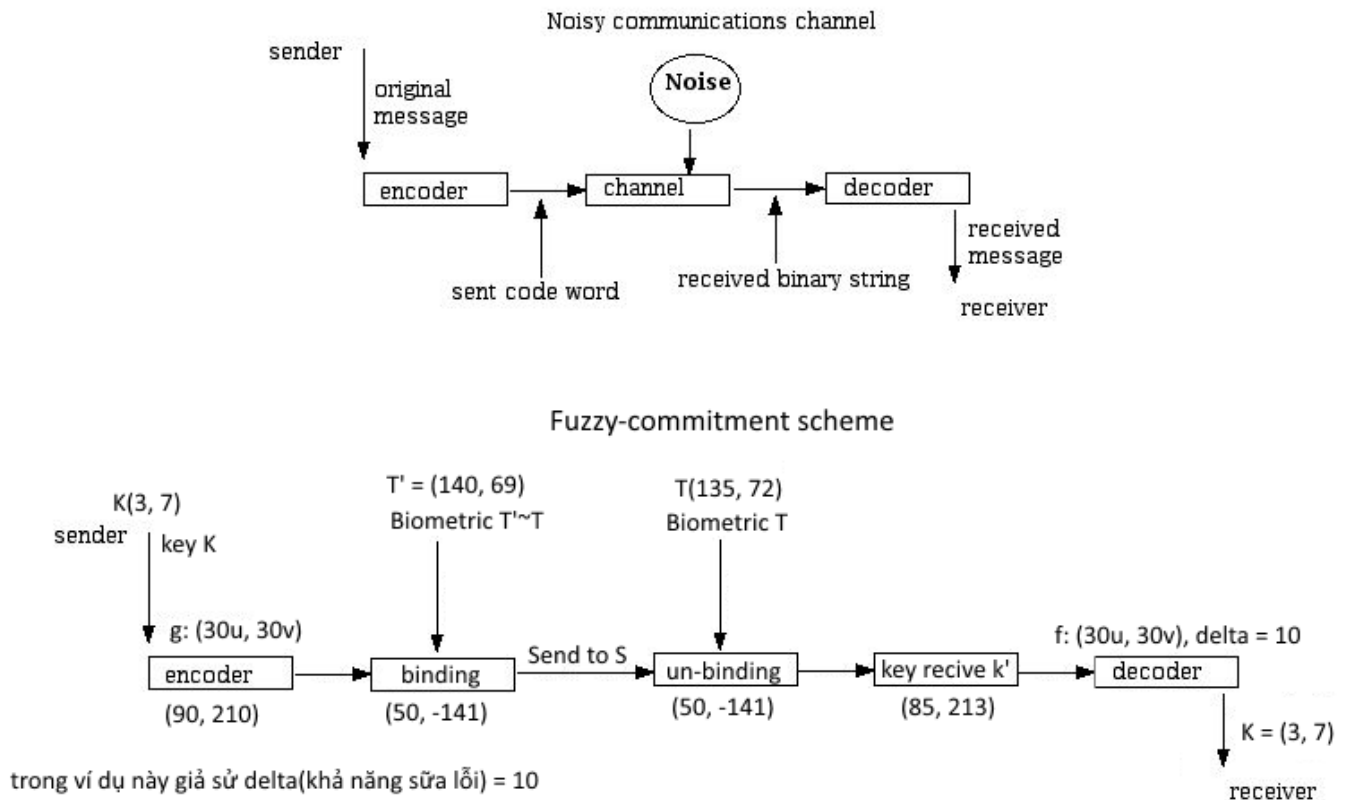 Noisy communications channel
sender
Noise
original
message
encoder
channel
decoder
received
message
sent code word
received binary string
receiver
Fuzzy-commitment scheme
T' = (140, 69)
T(135, 72)
K(3, 7)
Biometric T'~T
Biometric T
sender
key K
g: (30u, 30v)
f: (30u, 30v), delta = 10
Send to S
encoder
binding
un-binding
key recive k'
decoder
(90, 210)
(50, -141)
(50, -141)
(85, 213)
K = (3, 7)
trong ví dụ này giả sử delta(khả năng sữa lỗi) = 10
receiver